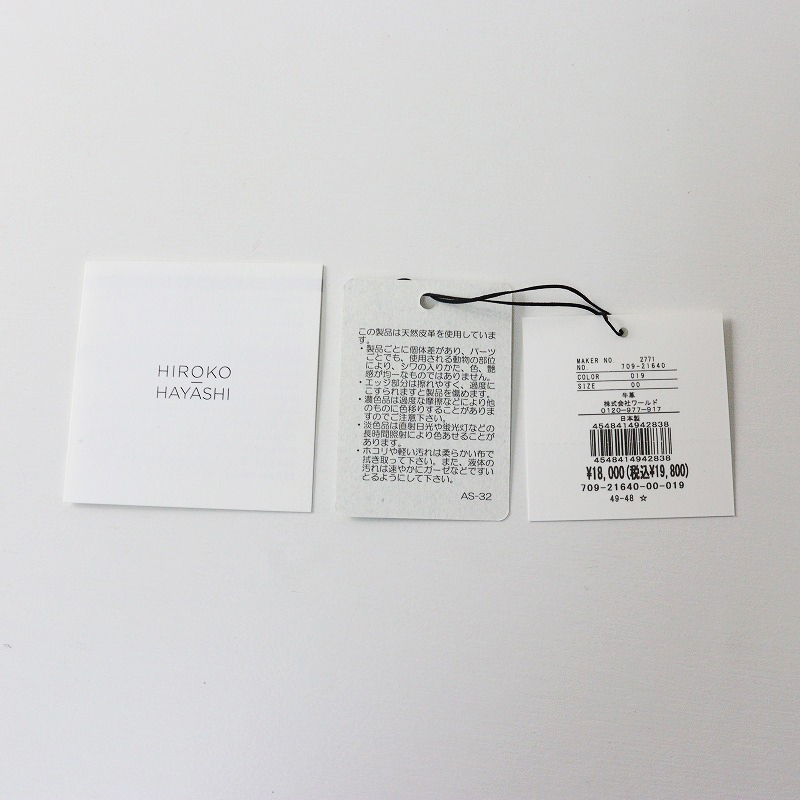 HIROKO
HAYASHI
この製品は天然皮革を使用していま
す。
・製品ごとに個体差があり、パーツ
ごとでも、使用される動物の部位
により、シワの入りかた、色、艶
感が均一なものではありません。
・エッジ部分は擦れやすく、過度に
こすられますと製品を傷めます。
・濃色品は過度な摩擦などにより他
のものに色移りすることがありま
すのでご注意下さい。
・淡色品は直射日光や蛍光灯などの
長時間照射により色あせることが
あります。
・ホコリや軽い汚れは柔らかい布で
拭き取って下さい。また、液体の
汚れは速やかにガーゼなどですい
とるようにして下さい。
AS-32
MAKER NO. 2771
NO. 709-21640
COLOR 019
SIZE 00
牛革
株式会社ワールド
0120-977-917
日本製
4548414942838
4548414942838
¥18,000(税込¥19,800)
709-21640-00-019
49-48 ☆